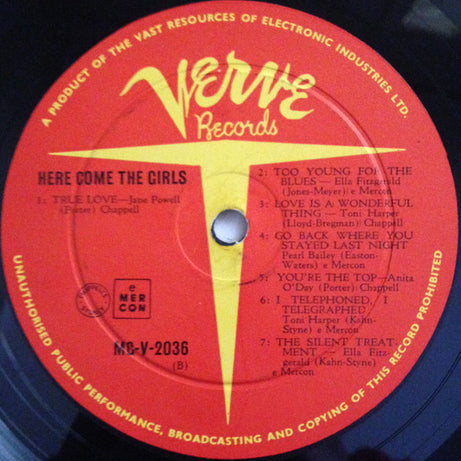 A PRODUCT OF THE VAST RESOURCES OF ELECTRONIC INDUSTRIES LTD.
Verve
Records
HERE COME THE GIRLS
1: TRUE LOVE—Jane Powell
(Porter) Chappell
2: TOO YOUNG FOR THE
BLUES — Ella Fitzgerald
(Jones-Meyer) e Mercon
3: LOVE IS A WONDERFUL
THING — Toni Harper
(Lloyd-Bregman) Chappell
4: GO BACK WHERE YOU
STAYED LAST NIGHT
Pearl Bailey (Easton-
Waters) e Mercon
5: YOU'RE THE TOP—Anita
O'Day (Porter) Chappell
6: I TELEPHONED, I
TELEGRAPHED
Toni Harper (Kahn-
Styne) e Mercon
7: THE SILENT TREAT-
MENT — Ella Fitz-
gerald (Kahn-Styne)
e Mercon
e
MER
CON
MG-V-2036
(B)
UNAUTHORISED PUBLIC PERFORMANCE, BROADCASTING AND COPYING OF THIS RECORD PROHIBITED